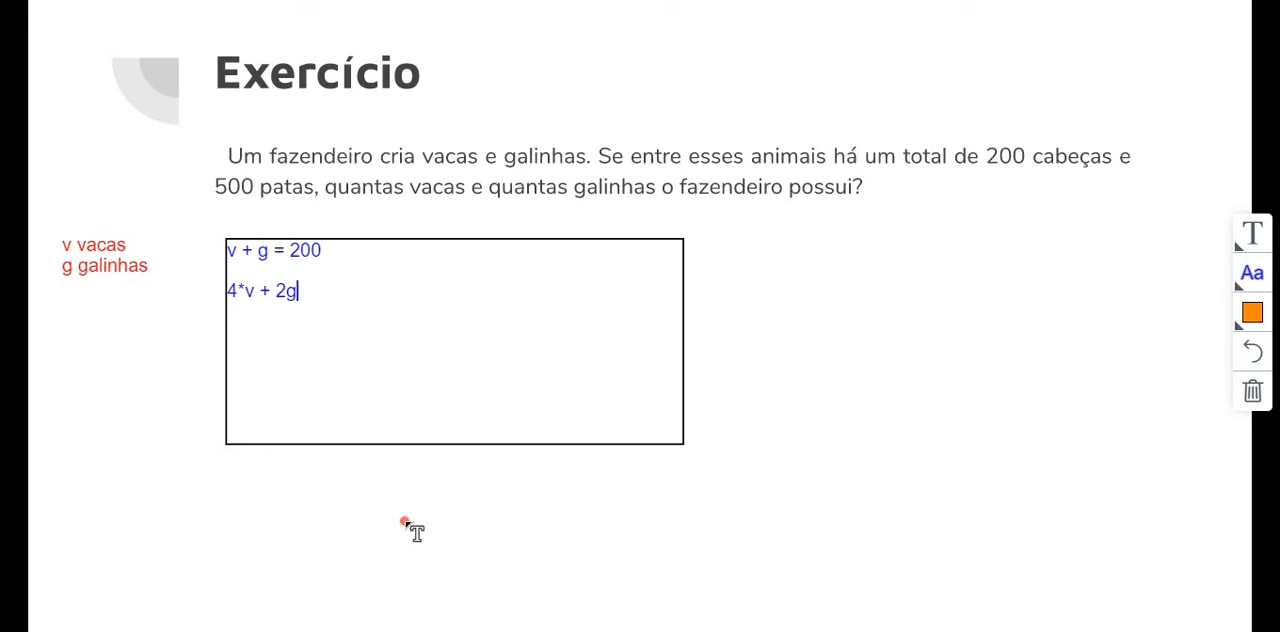 Exercício
Um fazendeiro cria vacas e galinhas. Se entre esses animais há um total de 200 cabeças e
500 patas, quantas vacas e quantas galinhas o fazendeiro possui?
v vacas
g galinhas
v + g = 200
4*v + 2g
T
Aa